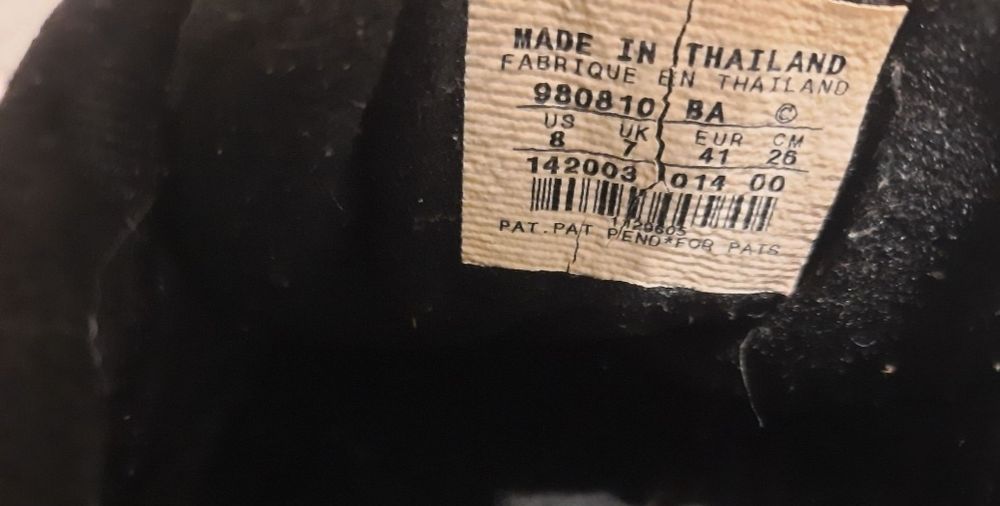 MADE IN THAILAND
FABRIQUE EN THAILAND
980810 BA ©
US UK EUR CM
8 7 41 26
142003 014 00
PAT.PAT PEND*FOR PATS